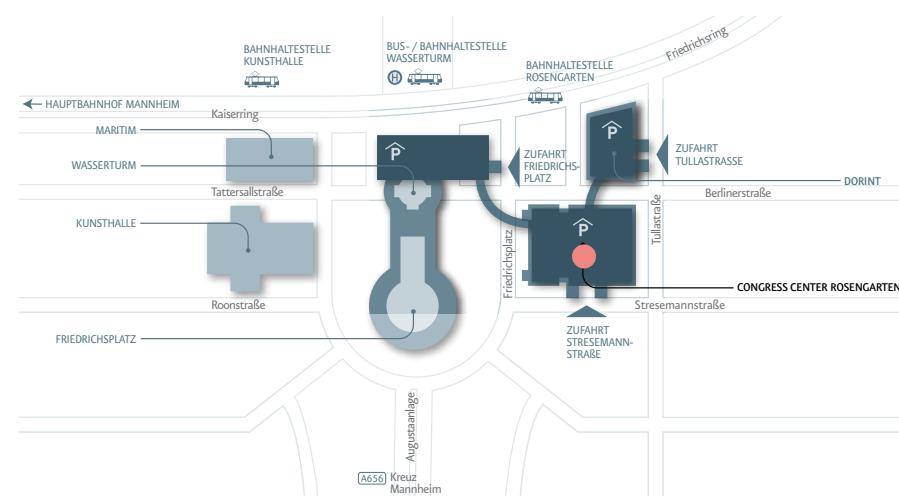 Friedrichsring
BAHNHALTESTELLE
KUNSTHALLE
BUS- / BAHNHALTESTELLE
WASSERTURM
H
BAHNHALTESTELLE
ROSENGARTEN
HAUPTBAHNHOF MANNHEIM
Kaiserring
MARITIM
P
P
ZUFAHRT
FRIEDRICHS-
PLATZ
ZUFAHRT
TULLASTRASSE
WASSERTURM
DORINT
Tattersallstraße
Berlinerstraße
KUNSTHALLE
Friedrichsplatz
P
Tullastraße
CONGRESS CENTER ROSENGARTEN
Roonstraße
Stresemannstraße
FRIEDRICHSPLATZ
ZUFAHRT
STRESEMANN-
STRAßE
Augustaanlage
A656 Kreuz
Mannheim